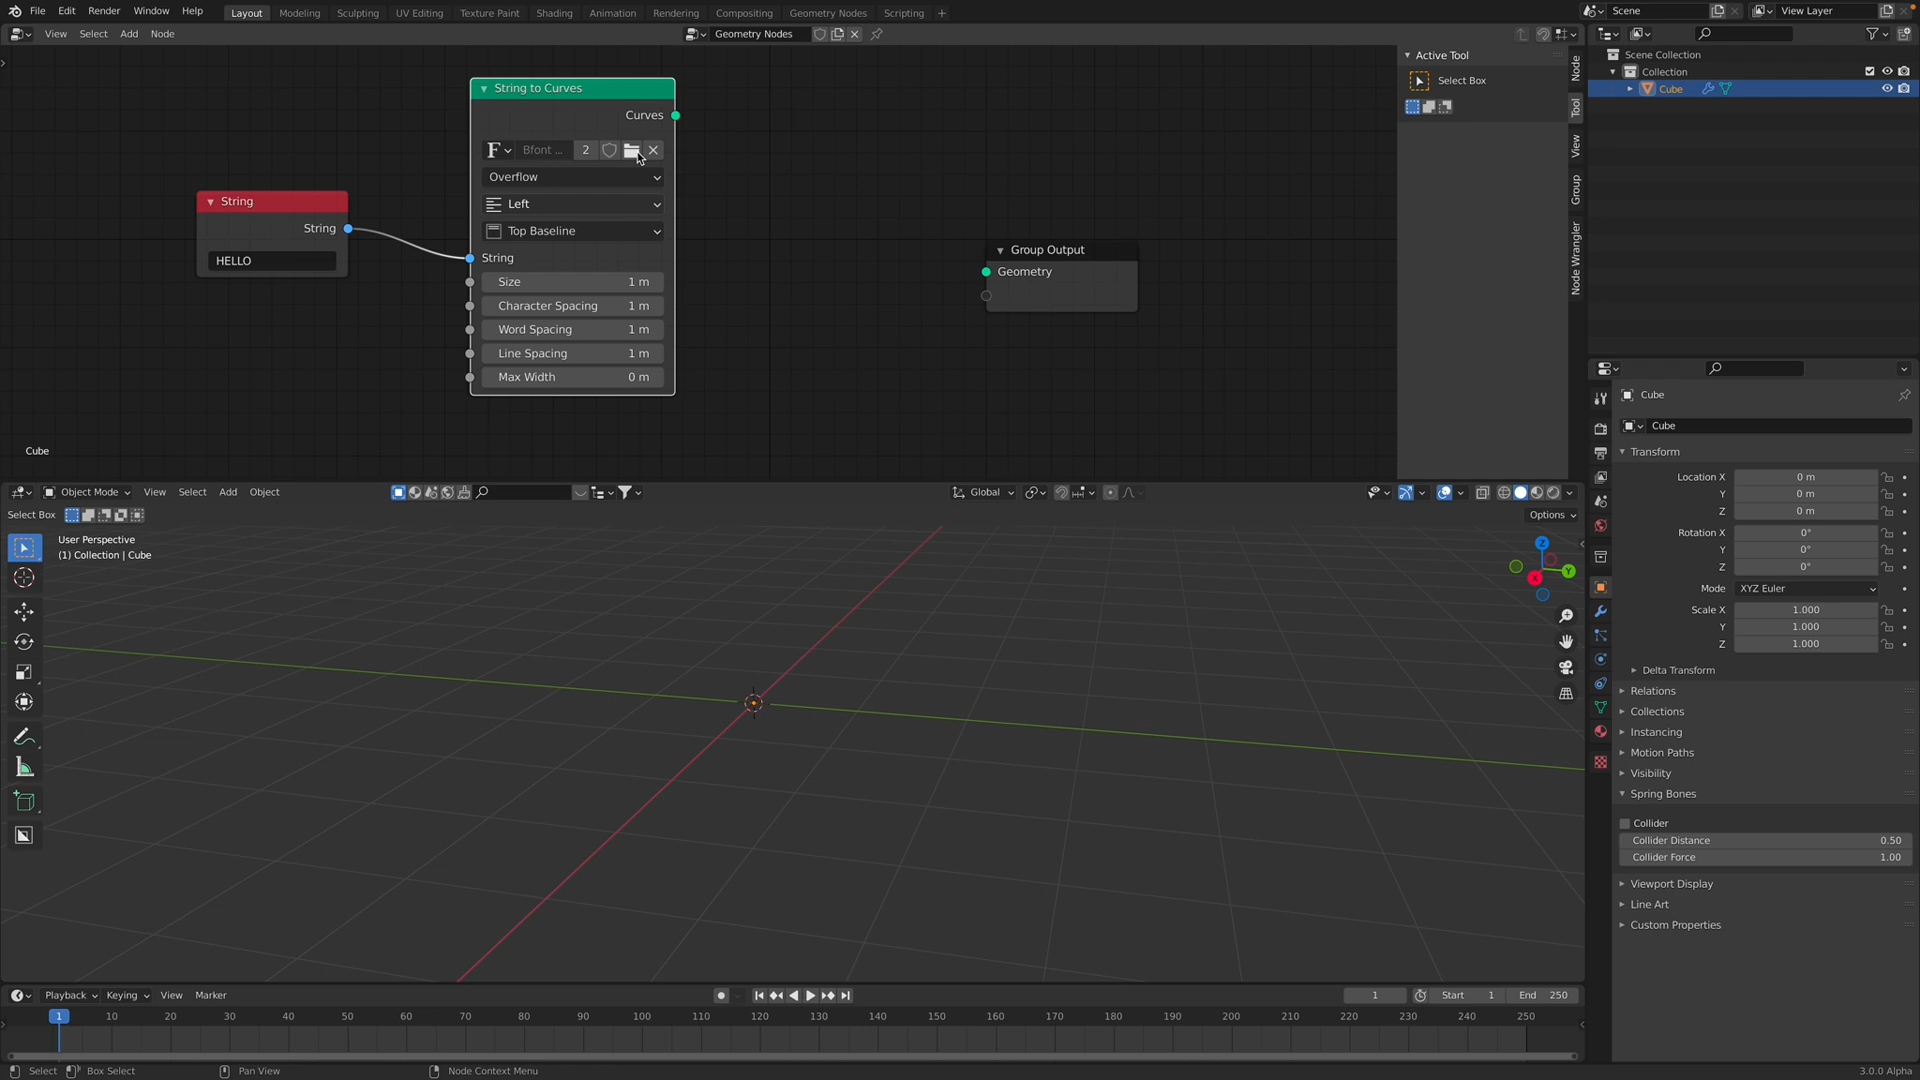 File Edit Render Window Help Layout Modeling Sculpting UV Editing Texture Paint Shading Animation Rendering Compositing Geometry Nodes Scripting + Scene View Layer
View Select Add Node Geometry Nodes
Active Tool
Select Box
Node
Tool
View
Group
Node Wrangler
Scene Collection
Collection
Cube
String to Curves
Curves
F Bfont ... 2
Overflow
Left
Top Baseline
String
Size 1 m
Character Spacing 1 m
Word Spacing 1 m
Line Spacing 1 m
Max Width 0 m
String
String
HELLO
Group Output
Geometry
Cube
Object Mode View Select Add Object Global
Select Box Options
User Perspective
(1) Collection | Cube
Z
Y
X
Cube
Cube
Transform
Location X 0 m
Y 0 m
Z 0 m
Rotation X 0°
Y 0°
Z 0°
Mode XYZ Euler
Scale X 1.000
Y 1.000
Z 1.000
Delta Transform
Relations
Collections
Instancing
Motion Paths
Visibility
Spring Bones
Collider
Collider Distance 0.50
Collider Force 1.00
Viewport Display
Line Art
Custom Properties
Playback Keying View Marker 1 Start 1 End 250
1 10 20 30 40 50 60 70 80 90 100 110 120 130 140 150 160 170 180 190 200 210 220 230 240 250
Select Box Select Pan View Node Context Menu 3.0.0 Alpha